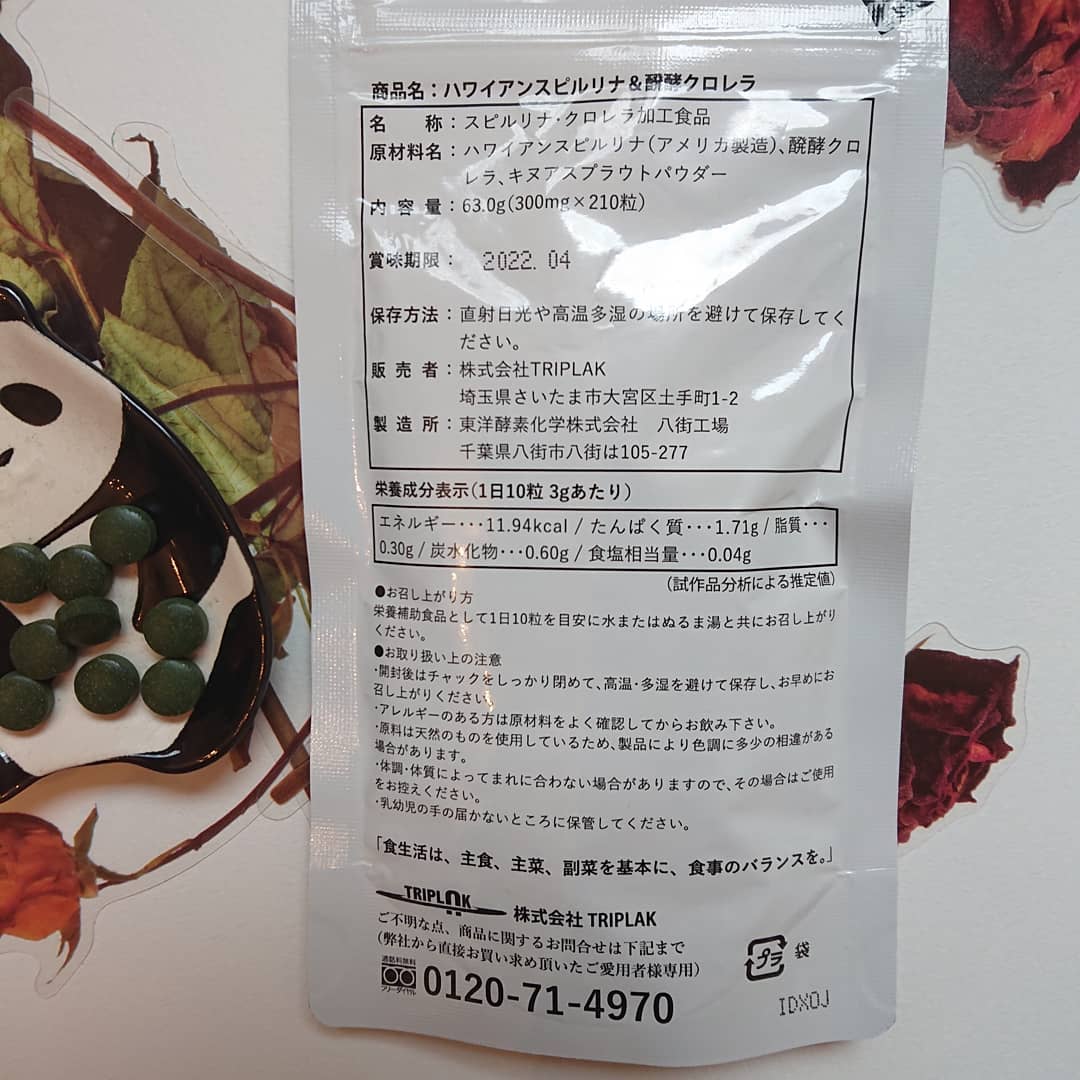 商品名：ハワイアンスピルリナ&醗酵クロレラ
名　　称：スピルリナ・クロレラ加工食品
原材料名：ハワイアンスピルリナ(アメリカ製造)、醗酵クロ
レラ、キヌアスプラウトパウダー
内容量：63.0g(300mg×210粒)
賞味期限： 2022. 04
保存方法：直射日光や高温多湿の場所を避けて保存してく
ださい。
販売者：株式会社TRIPLAK
埼玉県さいたま市大宮区土手町1-2
製造所：東洋酵素化学株式会社　八街工場
千葉県八街市八街は105-277
栄養成分表示(1日10粒 3gあたり)
エネルギー・・・11.94kcal / たんぱく質・・・1.71g / 脂質・・・
0.30g / 炭水化物・・・0.60g / 食塩相当量・・・0.04g
(試作品分析による推定値)
●お召し上がり方
栄養補助食品として1日10粒を目安に水またはぬるま湯と共にお召し上がり
ください。
●お取り扱い上の注意
・開封後はチャックをしっかり閉めて、高温・多湿を避けて保存し、お早めにお
召し上がりください。
・アレルギーのある方は原材料をよく確認してからお飲み下さい。
・原料は天然のものを使用しているため、製品により色調に多少の相違がある
場合があります。
・体調・体質によってまれに合わない場合がありますので、その場合はご使用
をお控えください。
・乳幼児の手の届かないところに保管してください。
「食生活は、主食、主菜、副菜を基本に、食事のバランスを。」
TRIPLAK 株式会社 TRIPLAK
ご不明な点、商品に関するお問合せは下記まで
(弊社から直接お買い求め頂いたご愛用者様専用)
プラ 袋
通話料無料
フリーダイヤル 0120-71-4970
IDXOJ